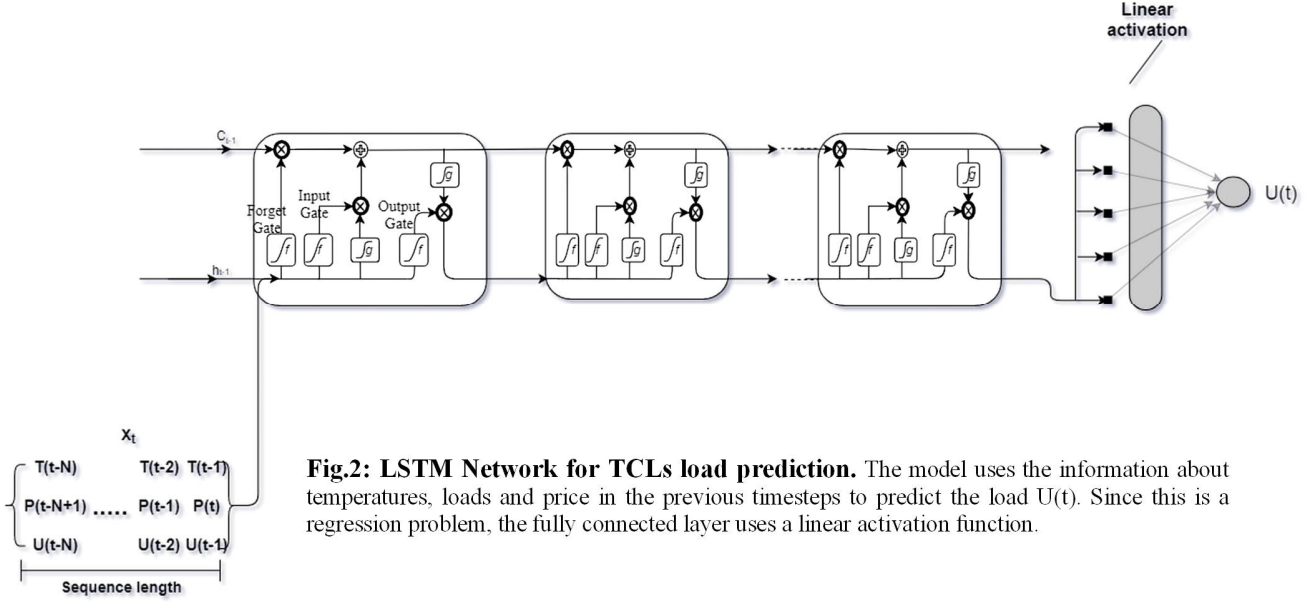 Linear
activation
Ct-1
Forget
Gate
Input
Gate
Output
Gate
∫g
∫f
∫f
∫g
∫f
∫g
∫f
∫f
∫g
∫f
∫g
∫f
∫f
∫g
∫f
ht-1
U(t)
Xt
T(t-N) T(t-2) T(t-1)
P(t-N+1) ..... P(t-1) P(t)
U(t-N) U(t-2) U(t-1)
Sequence length
Fig.2: LSTM Network for TCLs load prediction. The model uses the information about
temperatures, loads and price in the previous timesteps to predict the load U(t). Since this is a
regression problem, the fully connected layer uses a linear activation function.